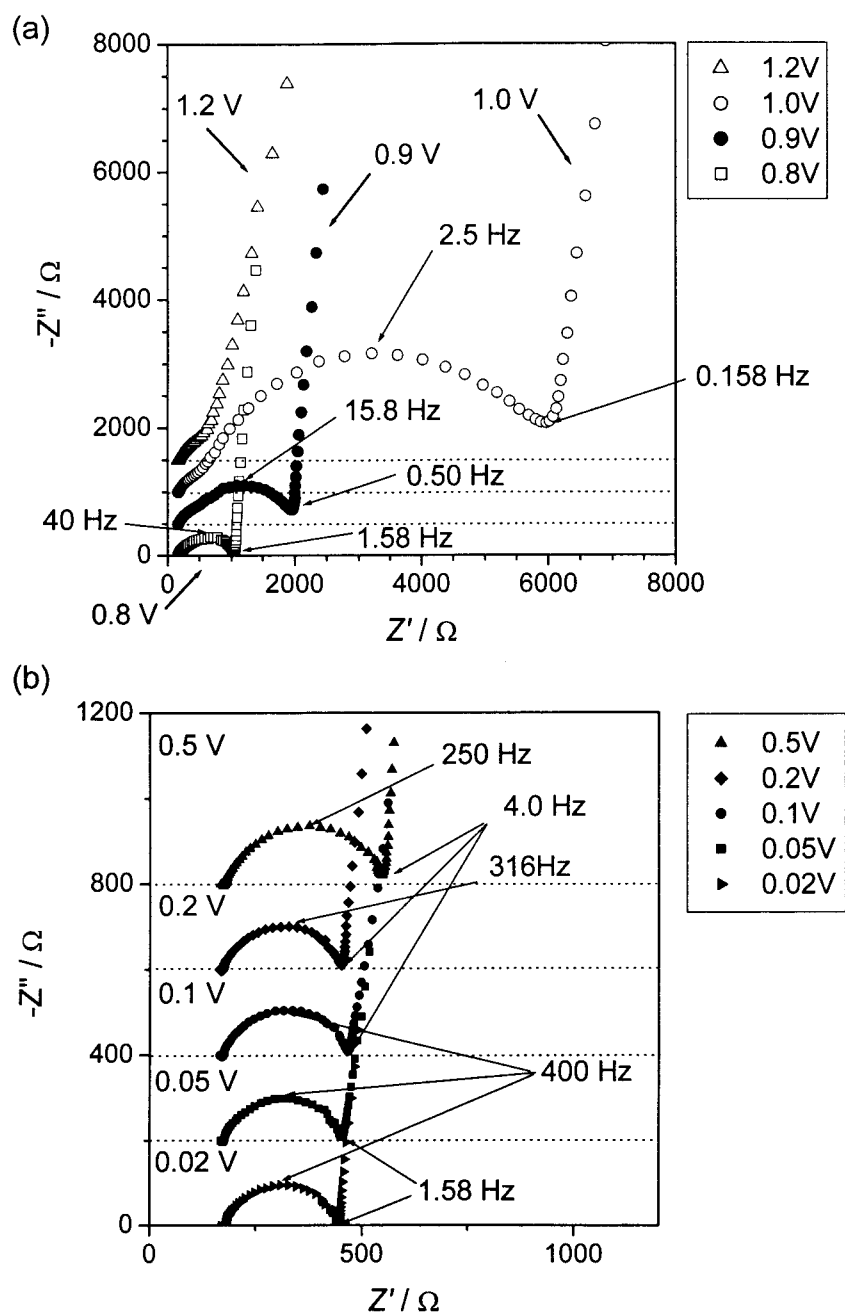 (a)
8000
6000
4000
2000
0
-Z" / Ω
0
2000
4000
6000
8000
Z' / Ω
1.2 V
0.9 V
1.0 V
2.5 Hz
0.158 Hz
15.8 Hz
0.50 Hz
40 Hz
1.58 Hz
0.8 V
1.2V
1.0V
0.9V
0.8V
(b)
1200
800
400
0
-Z" / Ω
0
500
1000
Z' / Ω
0.5 V
0.2 V
0.1 V
0.05 V
0.02 V
250 Hz
4.0 Hz
316Hz
400 Hz
1.58 Hz
0.5V
0.2V
0.1V
0.05V
0.02V